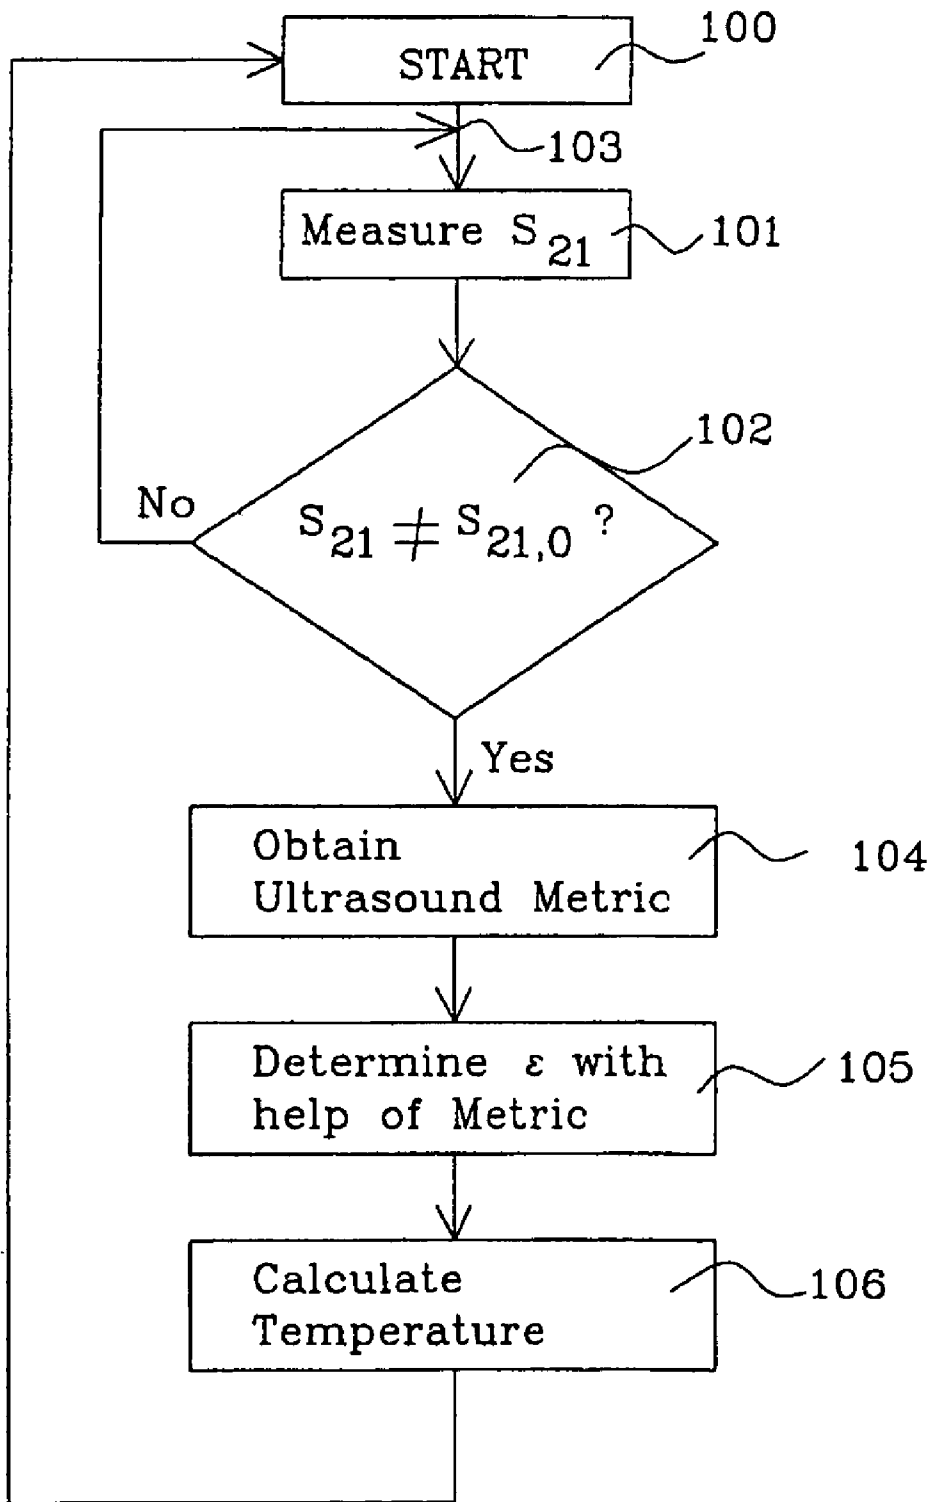 100
START
103
Measure S21
101
102
No
S21 ≠ S21,0 ?
Yes
Obtain
Ultrasound Metric
104
Determine ε with
help of Metric
105
Calculate
Temperature
106